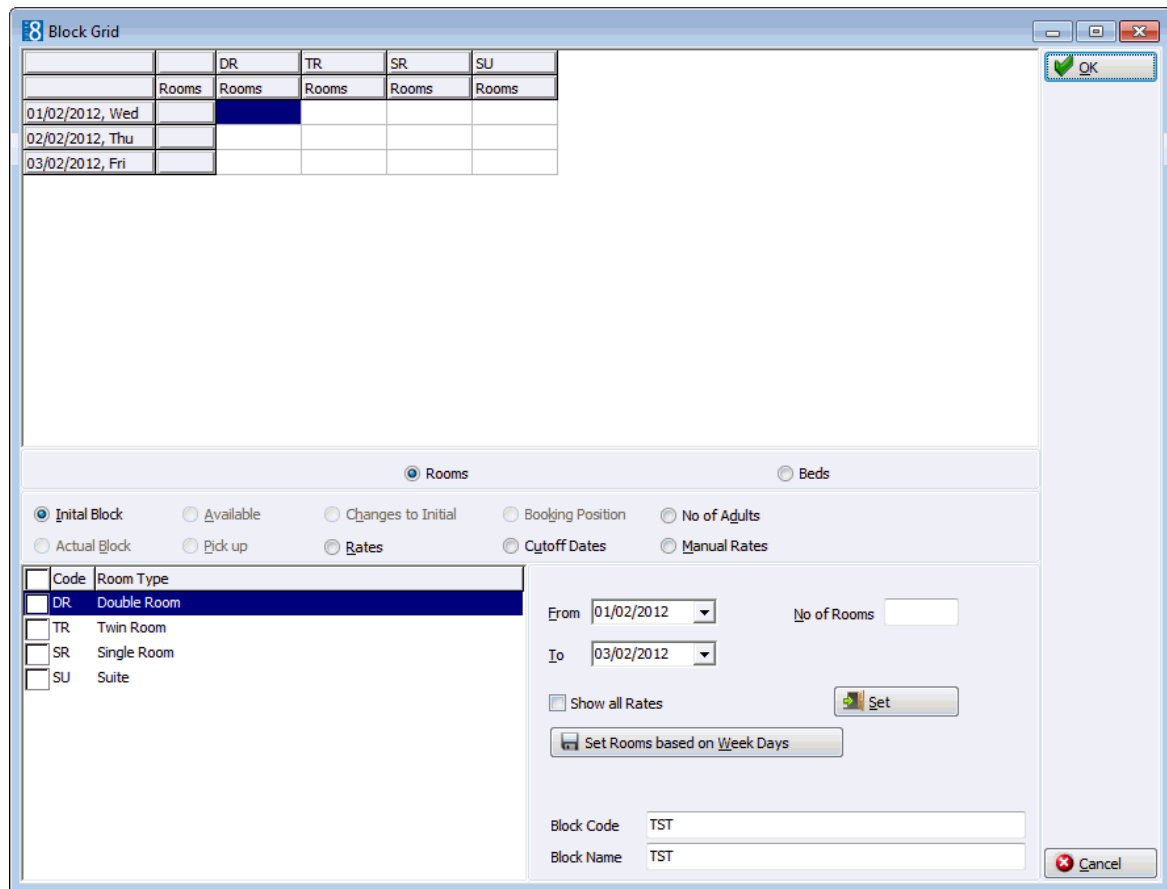 8 Block Grid
DR TR SR SU
Rooms Rooms Rooms Rooms Rooms
01/02/2012, Wed
02/02/2012, Thu
03/02/2012, Fri
OK
Rooms Beds
Inital Block Available Changes to Initial Booking Position No of Adults
Actual Block Pick up Rates Cutoff Dates Manual Rates
Code Room Type
DR Double Room
TR Twin Room
SR Single Room
SU Suite
From 01/02/2012 No of Rooms
To 03/02/2012
Show all Rates Set
Set Rooms based on Week Days
Block Code TST
Block Name TST
Cancel